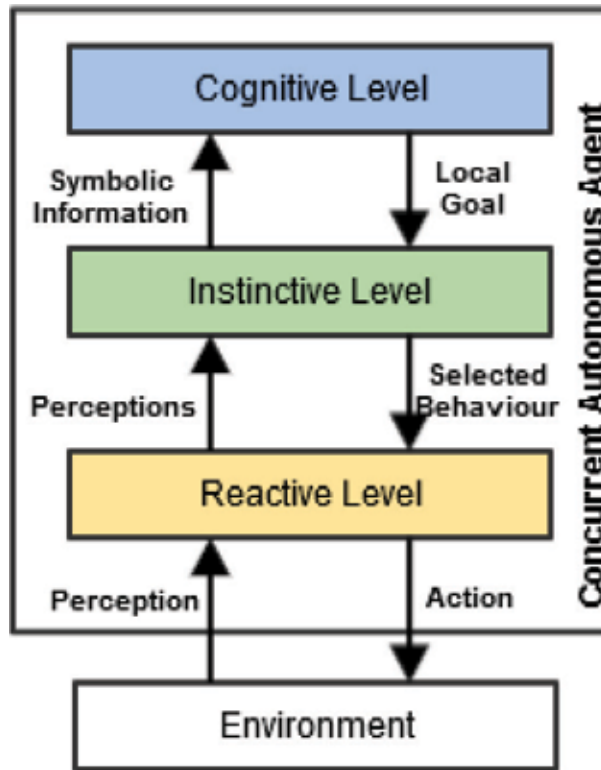 Cognitive Level
Symbolic
Information
Local
Goal
Instinctive Level
Perceptions
Selected
Behaviour
Reactive Level
Perception
Action
Environment
Concurrent Autonomous Agent